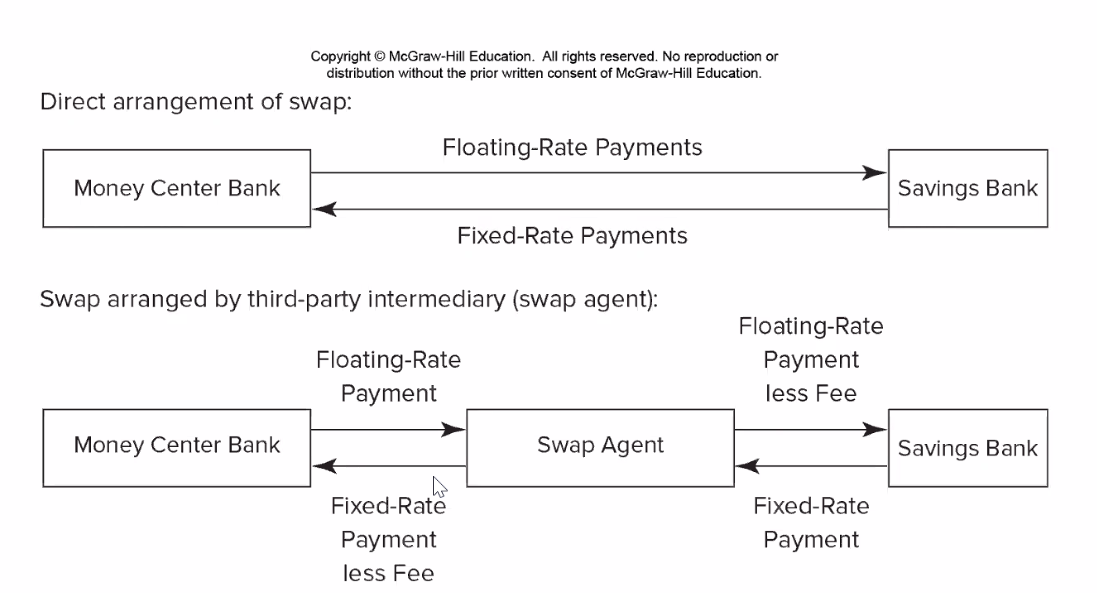 Copyright © McGraw-Hill Education. All rights reserved. No reproduction or
distribution without the prior written consent of McGraw-Hill Education.
Direct arrangement of swap:
Floating-Rate Payments
Money Center Bank
Savings Bank
Fixed-Rate Payments
Swap arranged by third-party intermediary (swap agent):
Floating-Rate
Payment
Floating-Rate
Payment
less Fee
Money Center Bank
Swap Agent
Savings Bank
Fixed-Rate
Payment
less Fee
Fixed-Rate
Payment